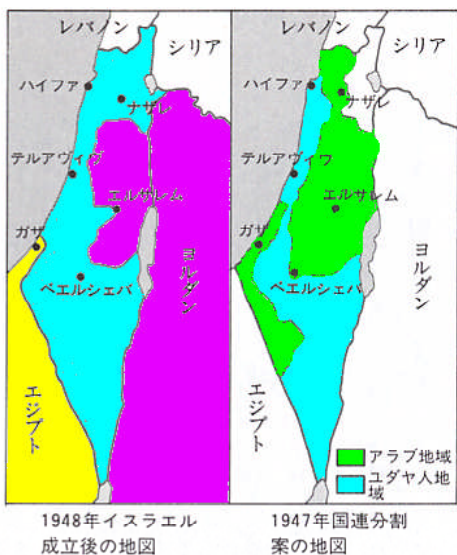 レバノン
シリア
ハイファ
ナザレ
テルアヴィヴ
エルサレム
ガザ
ベエルシェバ
ヨルダン
エジプト
1948年イスラエル
成立後の地図
レバノン
シリア
ハイファ
ナザレ
テルアヴィワ
エルサレム
ガザ
ベエルシェバ
ヨルダン
エジプト
アラブ地域
ユダヤ人地
域
1947年国連分割
案の地図